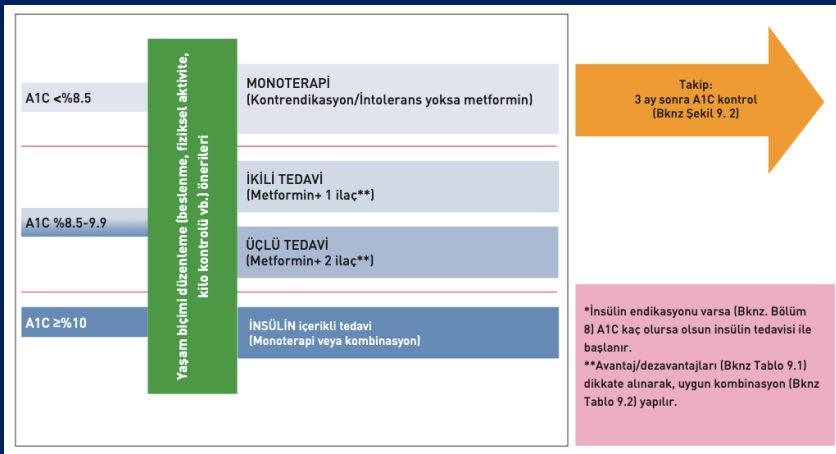 A1C <%8.5
A1C %8.5-9.9
A1C ≥%10
Yaşam biçimi düzenleme (beslenme, fiziksel aktivite,
kilo kontrolü vb.) önerileri
MONOTERAPİ
(Kontrendikasyon/İntolerans yoksa metformin)
İKİLİ TEDAVİ
(Metformin+ 1 ilaç**)
ÜÇLÜ TEDAVİ
(Metformin+ 2 ilaç**)
İNSÜLİN içerikli tedavi
(Monoterapi veya kombinasyon)
Takip:
3 ay sonra A1C kontrol
(Bknz Şekil 9. 2)
*İnsülin endikasyonu varsa (Bknz. Bölüm
8) A1C kaç olursa olsun insülin tedavisi ile
başlanır.
**Avantaj/dezavantajları (Bknz Tablo 9.1)
dikkate alınarak, uygun kombinasyon (Bknz
Tablo 9.2) yapılır.